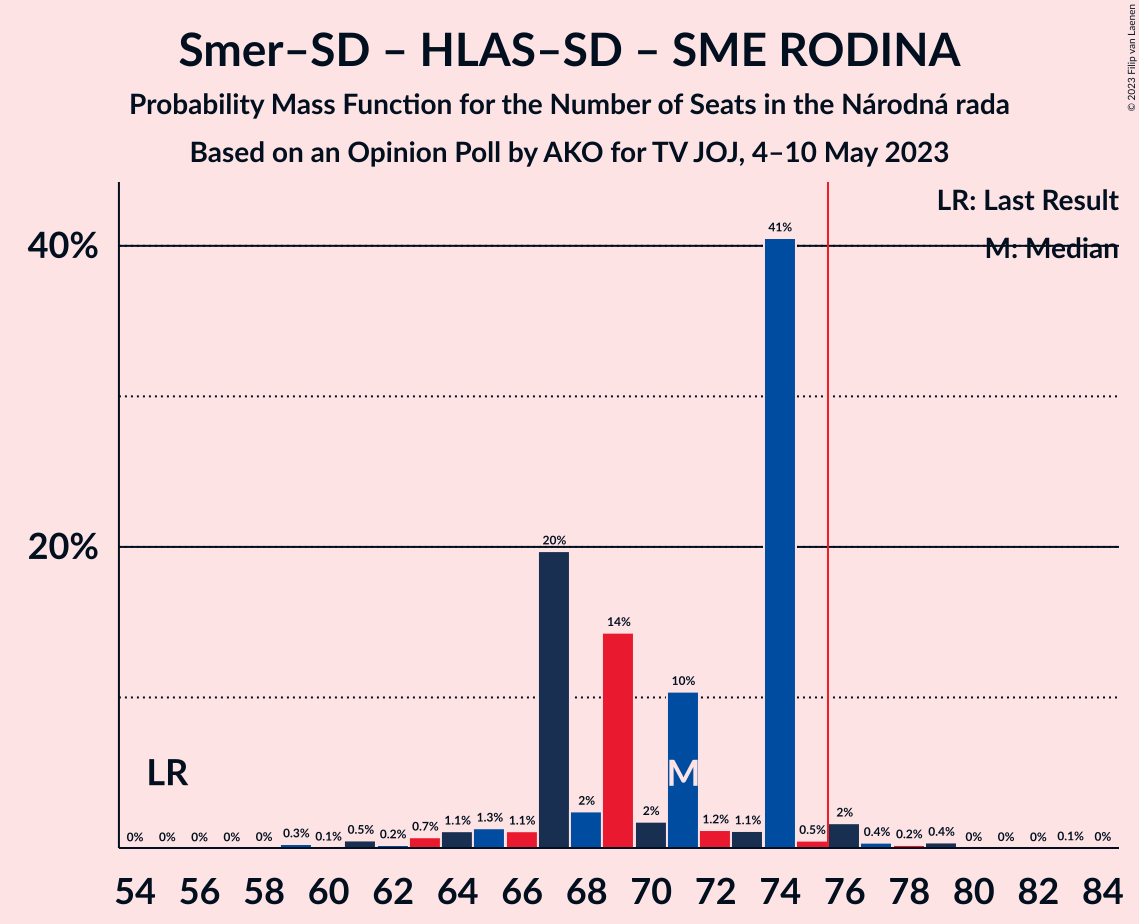 Smer–SD – HLAS–SD – SME RODINA
Probability Mass Function for the Number of Seats in the Národná rada
Based on an Opinion Poll by AKO for TV JOJ, 4–10 May 2023
© 2023 Filip van Laenen
LR: Last Result
M: Median
40%
20%
0% 0% 0% 0% 0% 0.3% 0.1% 0.5% 0.2% 0.7% 1.1% 1.3% 1.1% 20% 2% 14% 2% 10% 1.2% 1.1% 41% 0.5% 2% 0.4% 0.2% 0.4% 0% 0% 0% 0.1% 0%
LR
M
54 56 58 60 62 64 66 68 70 72 74 76 78 80 82 84